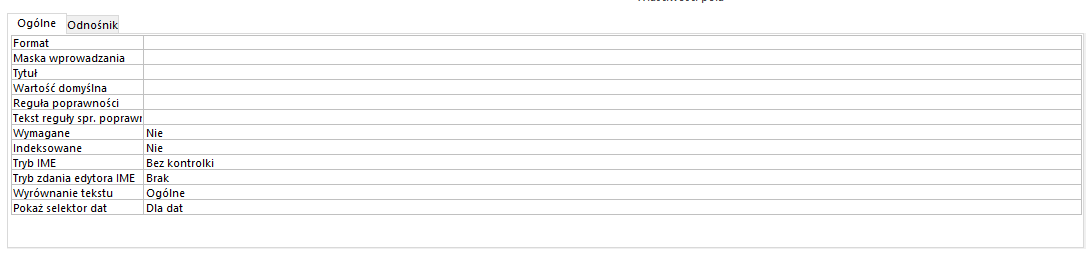 Ogólne Odnośnik
Format
Maska wprowadzania
Tytuł
Wartość domyślna
Reguła poprawności
Tekst reguły spr. poprawn
Wymagane Nie
Indeksowane Nie
Tryb IME Bez kontrolki
Tryb zdania edytora IME Brak
Wyrównanie tekstu Ogólne
Pokaż selektor dat Dla dat